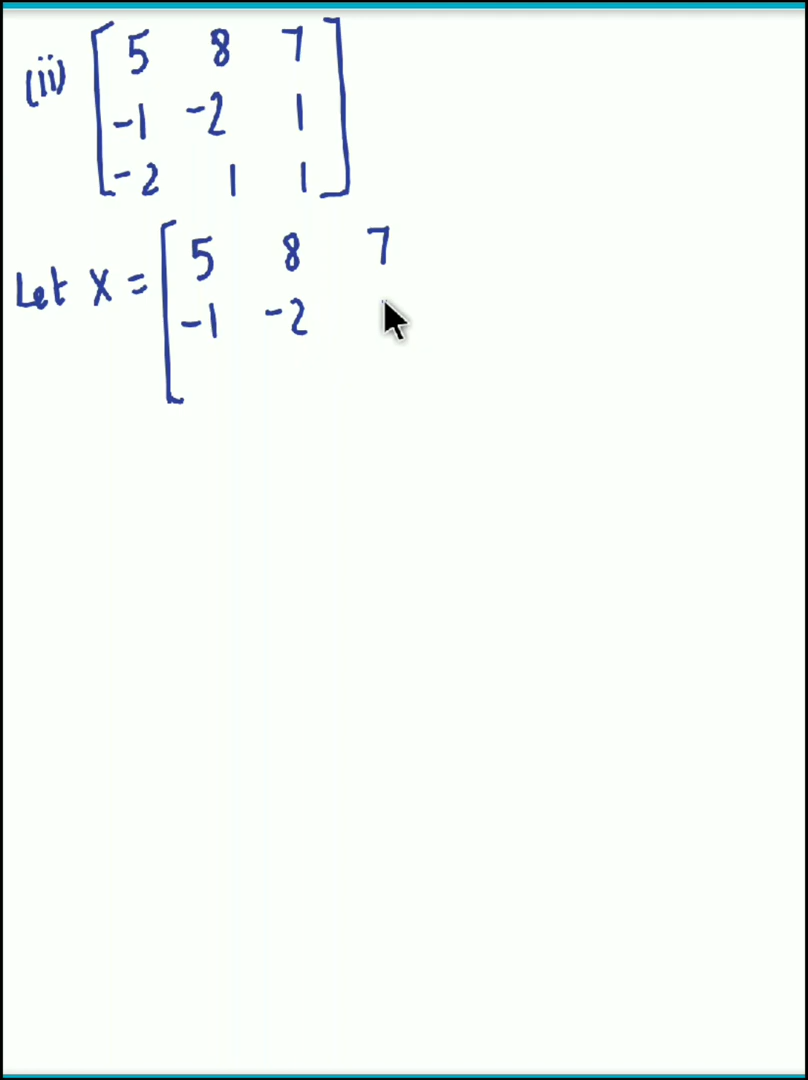 (ii) [ 5 8 7
-1 -2 1
-2 1 1 ]
Let X = [ 5 8 7
-1 -2